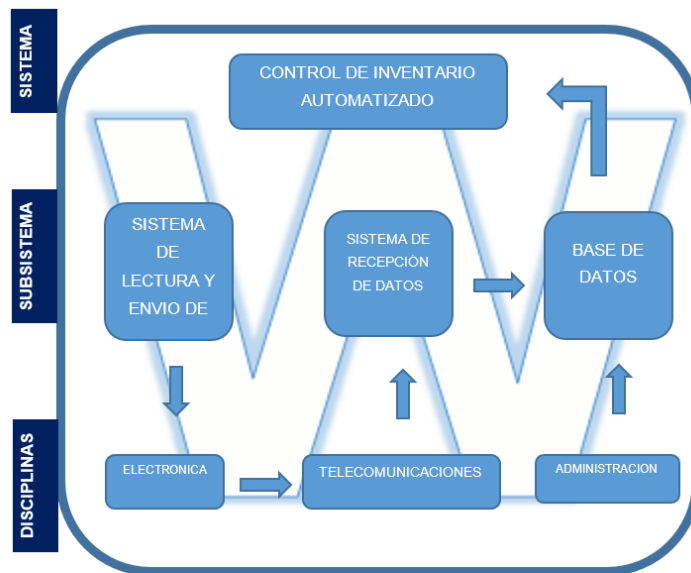 SISTEMA
CONTROL DE INVENTARIO
AUTOMATIZADO
SUBSISTEMA
SISTEMA
DE
LECTURA Y
ENVIO DE
SISTEMA DE
RECEPCIÓN
DE DATOS
BASE DE
DATOS
DISCIPLINAS
ELECTRONICA
TELECOMUNICACIONES
ADMINISTRACION